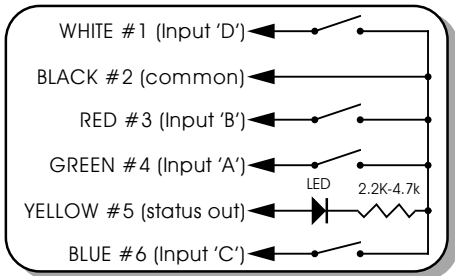 WHITE #1 (Input 'D')
BLACK #2 (common)
RED #3 (Input 'B')
GREEN #4 (Input 'A')
LED 2.2K-4.7k
YELLOW #5 (status out)
BLUE #6 (Input 'C')